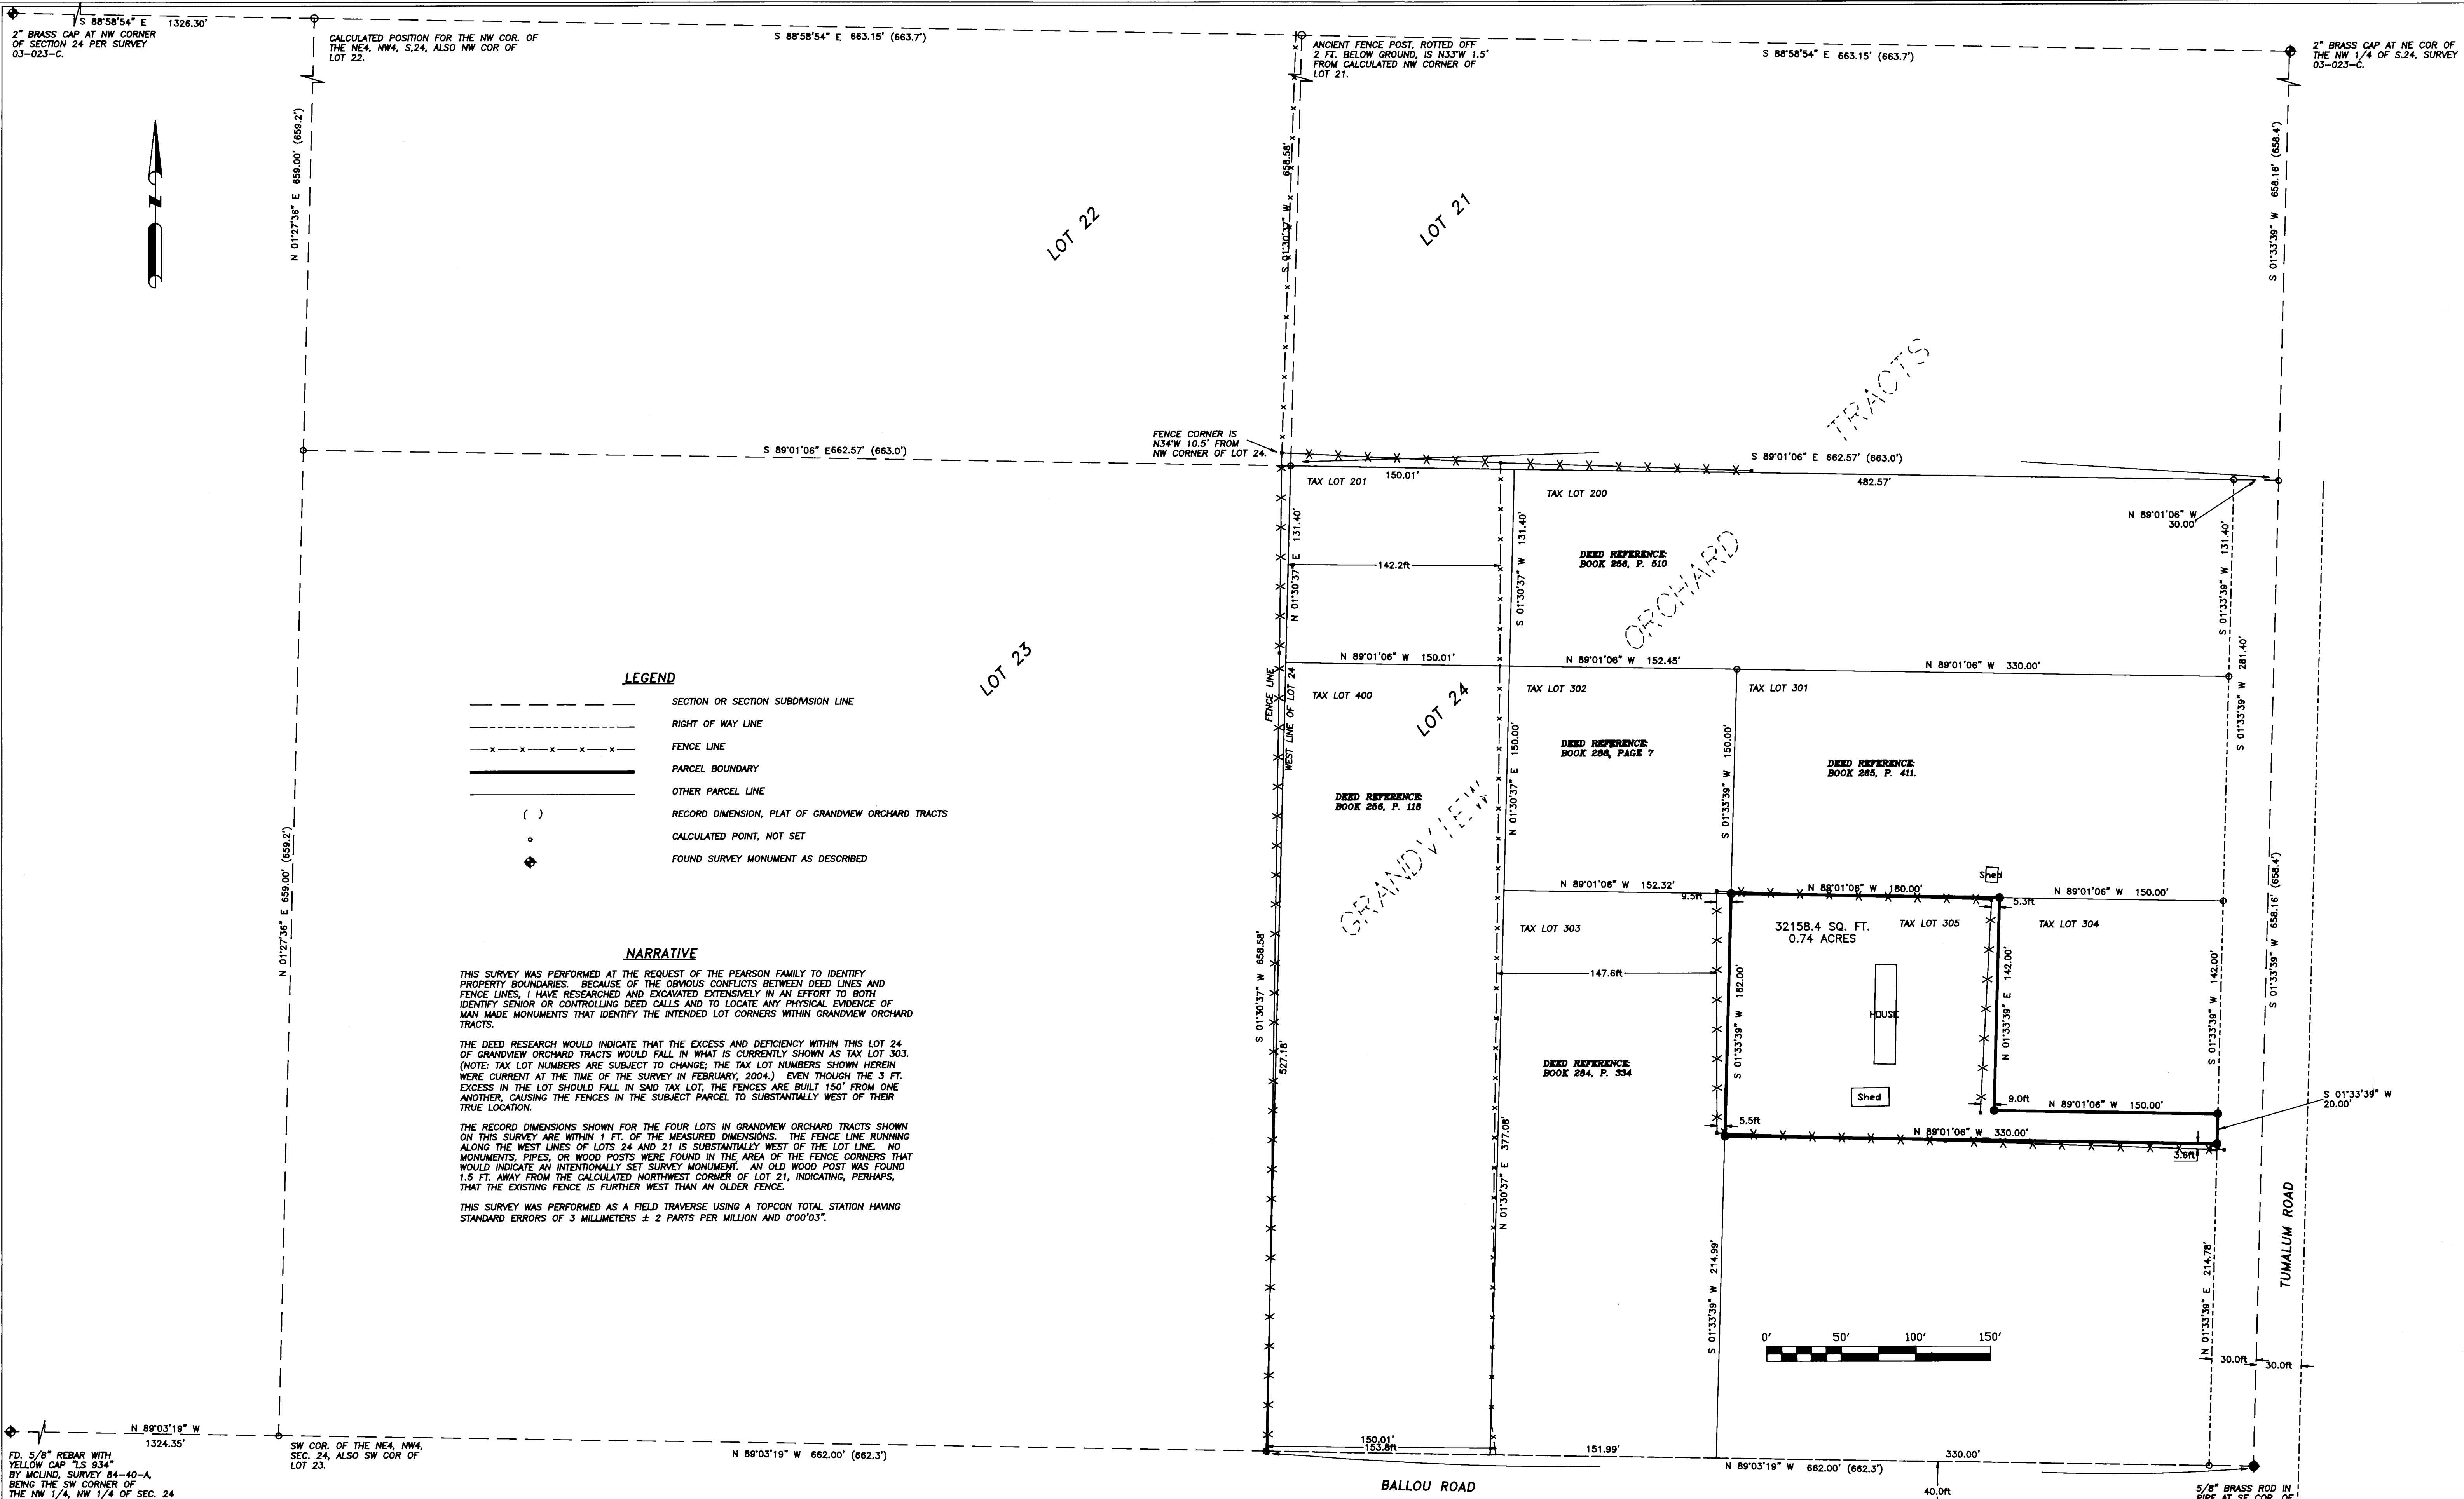 S 88°58'54" E 1326.30'
2" BRASS CAP AT NW CORNER
OF SECTION 24 PER SURVEY
03-023-C.
CALCULATED POSITION FOR THE NW COR. OF
THE NE4, NW4, S,24, ALSO NW COR OF
LOT 22.
S 88°58'54" E 663.15' (663.7')
ANCIENT FENCE POST, ROTTED OFF
2 FT. BELOW GROUND, IS N33°W 1.5'
FROM CALCULATED NW CORNER OF
LOT 21.
S 88°58'54" E 663.15' (663.7')
2" BRASS CAP AT NE COR OF
THE NW 1/4 OF S.24, SURVEY
03-023-C.
N
N 01°27'36" E 659.00' (659.2')
S 01°30'37" W 658.58'
S 01°33'39" W 658.16' (658.4')
LOT 22
LOT 21
FENCE CORNER IS
N34°W 10.5' FROM
NW CORNER OF LOT 24.
S 89°01'06" E662.57' (663.0')
S 89°01'06" E 662.57' (663.0')
TAX LOT 201
150.01'
TAX LOT 200
482.57'
N 89°01'06" W
30.00'
N 01°30'37" E 131.40'
142.2ft
S 01°30'37" W 131.40'
DEED REFERENCE:
BOOK 256, P. 510
S 01°33'39" W 131.40'
S 01°33'39" W 281.40'
GRANDVIEW ORCHARD TRACTS
N 89°01'06" W 150.01'
N 89°01'06" W 152.45'
N 89°01'06" W 330.00'
FENCE LINE
WEST LINE OF LOT 24
TAX LOT 400
LOT 24
TAX LOT 302
TAX LOT 301
LOT 23
N 01°30'37" E 150.00'
S 01°33'39" W 150.00'
DEED REFERENCE:
BOOK 286, PAGE 7
DEED REFERENCE:
BOOK 265, P. 411.
DEED REFERENCE:
BOOK 256, P. 118
LEGEND
SECTION OR SECTION SUBDIVISION LINE
RIGHT OF WAY LINE
FENCE LINE
PARCEL BOUNDARY
OTHER PARCEL LINE
( ) RECORD DIMENSION, PLAT OF GRANDVIEW ORCHARD TRACTS
CALCULATED POINT, NOT SET
FOUND SURVEY MONUMENT AS DESCRIBED
N 01°27'36" E 659.00' (659.2')
NARRATIVE
THIS SURVEY WAS PERFORMED AT THE REQUEST OF THE PEARSON FAMILY TO IDENTIFY
PROPERTY BOUNDARIES. BECAUSE OF THE OBVIOUS CONFLICTS BETWEEN DEED LINES AND
FENCE LINES, I HAVE RESEARCHED AND EXCAVATED EXTENSIVELY IN AN EFFORT TO BOTH
IDENTIFY SENIOR OR CONTROLLING DEED CALLS AND TO LOCATE ANY PHYSICAL EVIDENCE OF
MAN MADE MONUMENTS THAT IDENTIFY THE INTENDED LOT CORNERS WITHIN GRANDVIEW ORCHARD
TRACTS.
THE DEED RESEARCH WOULD INDICATE THAT THE EXCESS AND DEFICIENCY WITHIN THIS LOT 24
OF GRANDVIEW ORCHARD TRACTS WOULD FALL IN WHAT IS CURRENTLY SHOWN AS TAX LOT 303.
(NOTE: TAX LOT NUMBERS ARE SUBJECT TO CHANGE; THE TAX LOT NUMBERS SHOWN HEREIN
WERE CURRENT AT THE TIME OF THE SURVEY IN FEBRUARY, 2004.) EVEN THOUGH THE 3 FT.
EXCESS IN THE LOT SHOULD FALL IN SAID TAX LOT, THE FENCES ARE BUILT 150' FROM ONE
ANOTHER, CAUSING THE FENCES IN THE SUBJECT PARCEL TO SUBSTANTIALLY WEST OF THEIR
TRUE LOCATION.
THE RECORD DIMENSIONS SHOWN FOR THE FOUR LOTS IN GRANDVIEW ORCHARD TRACTS SHOWN
ON THIS SURVEY ARE WITHIN 1 FT. OF THE MEASURED DIMENSIONS. THE FENCE LINE RUNNING
ALONG THE WEST LINES OF LOTS 24 AND 21 IS SUBSTANTIALLY WEST OF THE LOT LINE. NO
MONUMENTS, PIPES, OR WOOD POSTS WERE FOUND IN THE AREA OF THE FENCE CORNERS THAT
WOULD INDICATE AN INTENTIONALLY SET SURVEY MONUMENT. AN OLD WOOD POST WAS FOUND
1.5 FT. AWAY FROM THE CALCULATED NORTHWEST CORNER OF LOT 21, INDICATING, PERHAPS,
THAT THE EXISTING FENCE IS FURTHER WEST THAN AN OLDER FENCE.
THIS SURVEY WAS PERFORMED AS A FIELD TRAVERSE USING A TOPCON TOTAL STATION HAVING
STANDARD ERRORS OF 3 MILLIMETERS ± 2 PARTS PER MILLION AND 0°00'03".
S 01°30'37" W 658.58'
527.18'
N 89°01'06" W 152.32'
N 89°01'06" W 180.00'
Shed
N 89°01'06" W 150.00'
9.5ft
5.3ft
TAX LOT 303
32158.4 SQ. FT.
0.74 ACRES
TAX LOT 305
TAX LOT 304
147.6ft
S 01°33'39" W 162.00'
HOUSE
N 01°33'39" E 142.00'
S 01°33'39" W 142.00'
S 01°33'39" W 658.16' (658.4')
DEED REFERENCE:
BOOK 284, P. 334
Shed
9.0ft
N 89°01'06" W 150.00'
S 01°33'39" W
20.00'
5.5ft
N 89°01'06" W 330.00'
3.6ft
N 01°30'37" E 377.08'
S 01°33'39" W 214.99'
N 01°33'39" E 214.78'
TUMALUM ROAD
0' 50' 100' 150'
30.0ft
30.0ft
N 89°03'19" W
1324.35'
FD. 5/8" REBAR WITH
YELLOW CAP "LS 934"
BY MCLIND, SURVEY 84-40-A,
BEING THE SW CORNER OF
THE NW 1/4, NW 1/4 OF SEC. 24
SW COR. OF THE NE4, NW4,
SEC. 24, ALSO SW COR OF
LOT 23.
N 89°03'19" W 662.00' (662.3')
150.01'
153.8ft
151.99'
330.00'
N 89°03'19" W 662.00' (662.3')
BALLOU ROAD
40.0ft
5/8" BRASS ROD IN
PIPE AT SE COR. OF